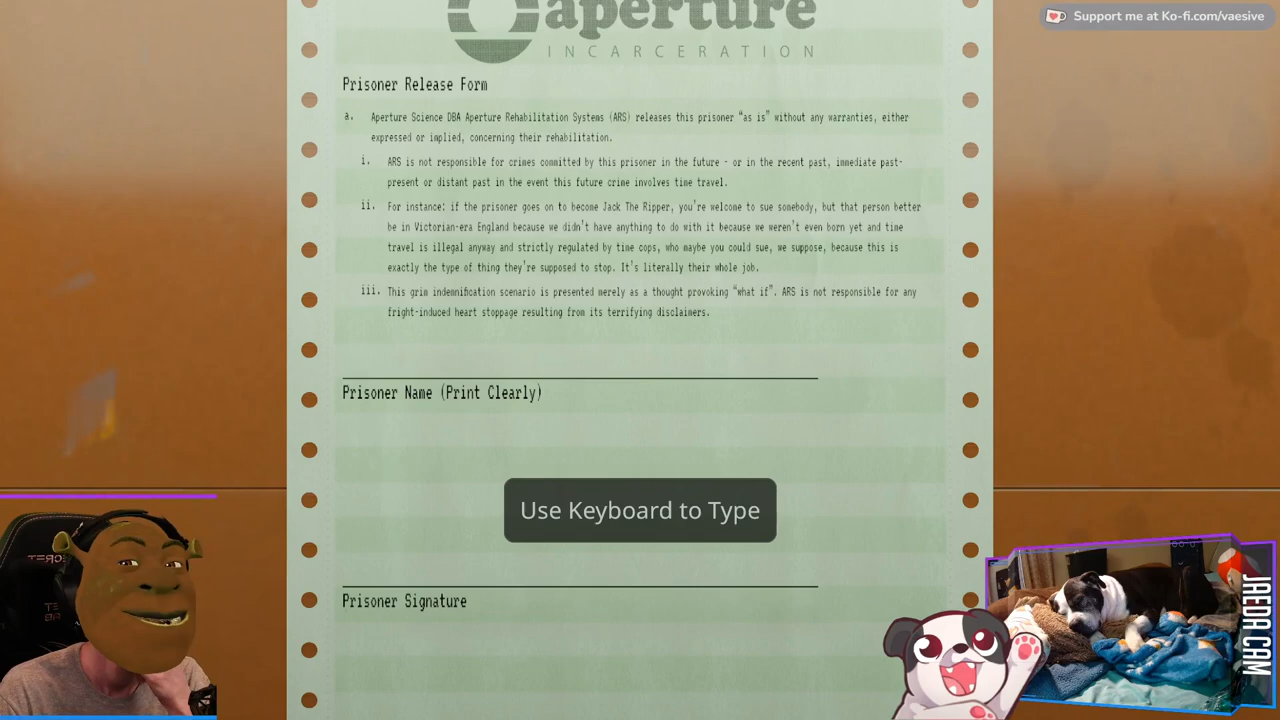 Support me at Ko-fi.com/vaesive
aperture
INCARCERATION
Prisoner Release Form
a. Aperture Science DBA Aperture Rehabilitation Systems (ARS) releases this prisoner “as is” without any warranties, either
expressed or implied, concerning their rehabilitation.
i. ARS is not responsible for crimes committed by this prisoner in the future - or in the recent past, immediate past-
present or distant past in the event this future crime involves time travel.
ii. For instance: if the prisoner goes on to become Jack The Ripper, you're welcome to sue somebody, but that person better
be in Victorian-era England because we didn't have anything to do with it because we weren't even born yet and time
travel is illegal anyway and strictly regulated by time cops, who maybe you could sue, we suppose, because this is
exactly the type of thing they're supposed to stop. It's literally their whole job.
iii. This grim indemnification scenario is presented merely as a thought provoking “what if”. ARS is not responsible for any
fright-induced heart stoppage resulting from its terrifying disclaimers.
Prisoner Name (Print Clearly)
Use Keyboard to Type
Prisoner Signature
JAEDA CAM